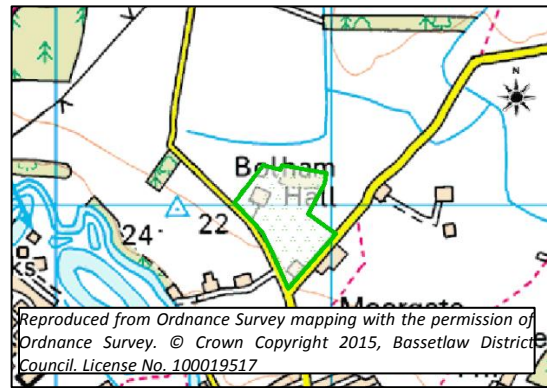 N
Bolham
Hall
22
24
ks
Reproduced from Ordnance Survey mapping with the permission of
Ordnance Survey. © Crown Copyright 2015, Bassetlaw District
Council. License No. 100019517